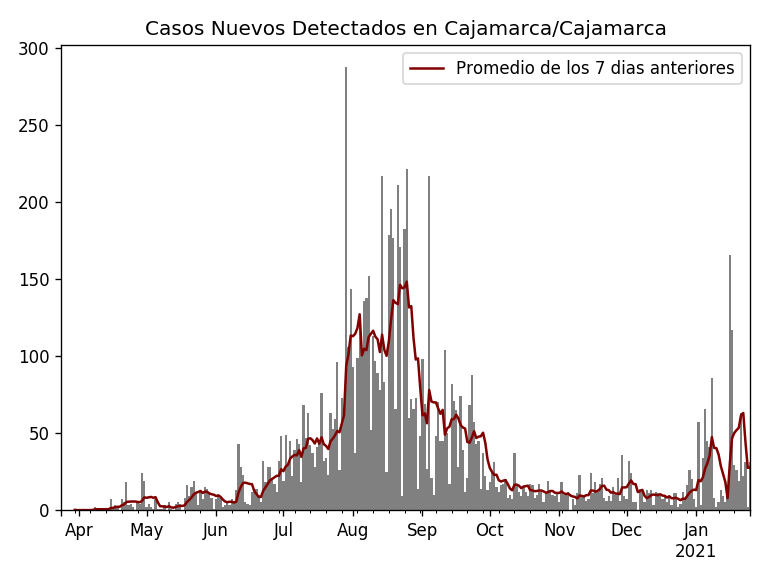 Casos Nuevos Detectados en Cajamarca/Cajamarca
Promedio de los 7 dias anteriores
300
250
200
150
100
50
0
Apr May Jun Jul Aug Sep Oct Nov Dec Jan
2021